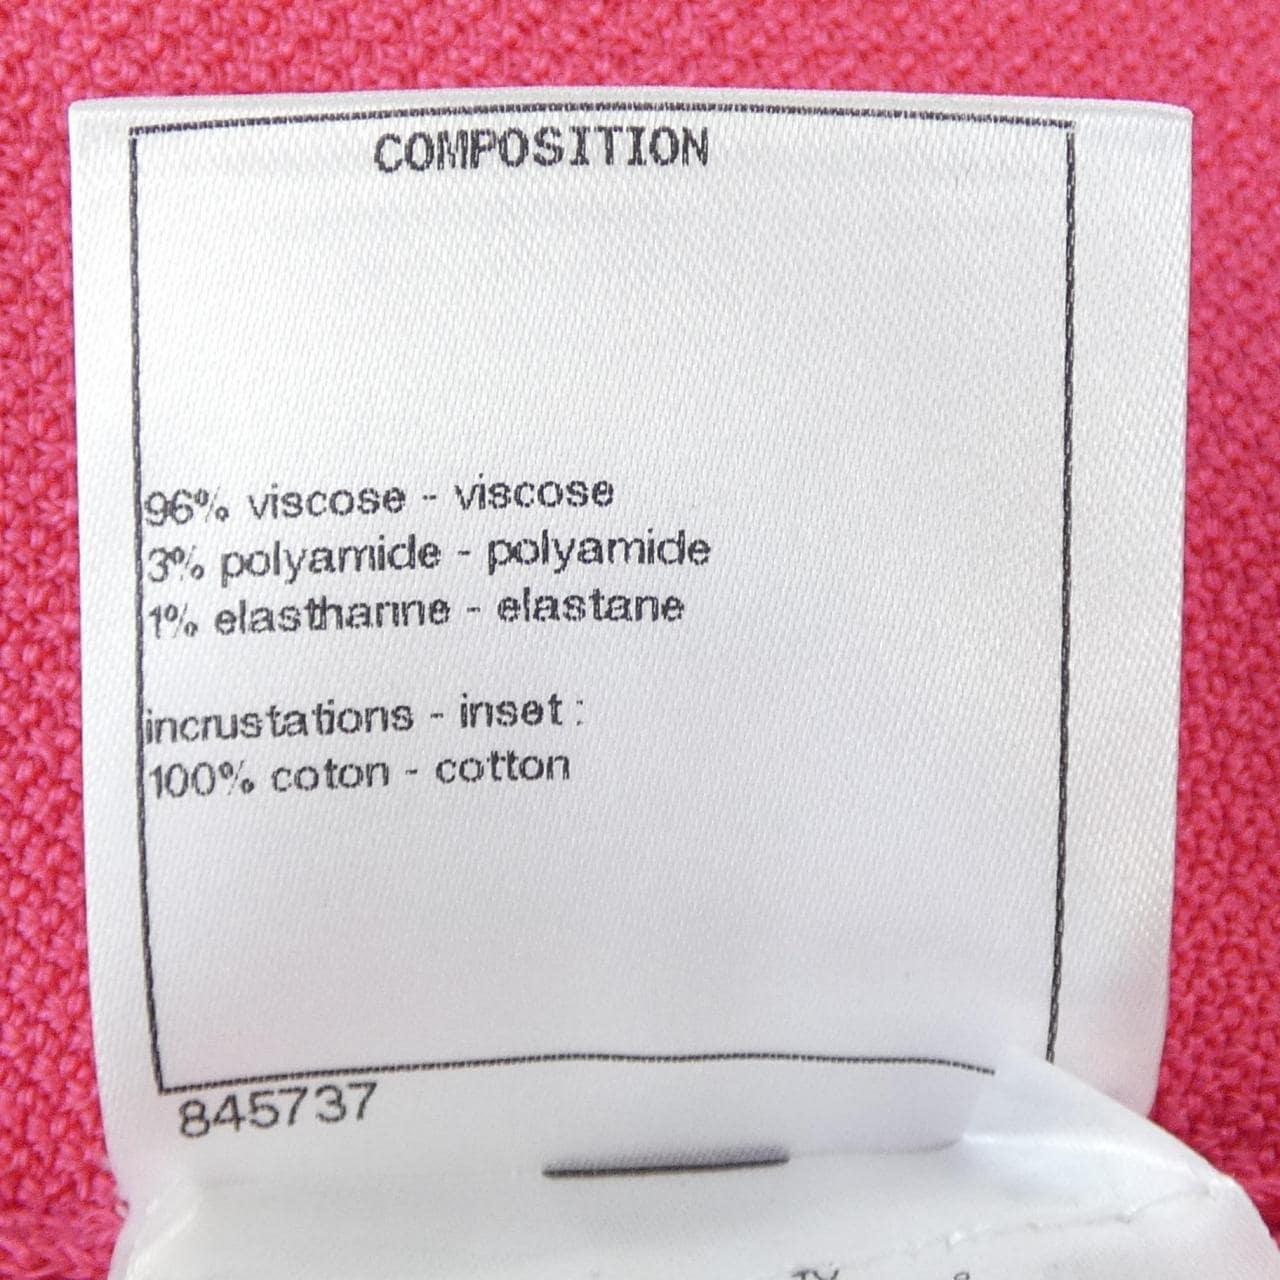 COMPOSITION
96% viscose - viscose
3% polyamide - polyamide
1% elasthanne - elastane
incrustations - inset :
100% coton - cotton
845737